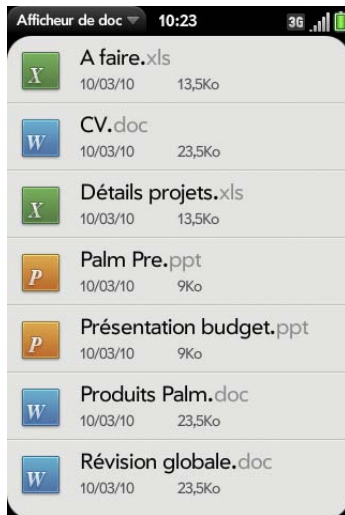 Afficheur de doc 10:23 3G
X A faire.xls
10/03/10 13,5Ko
W CV.doc
10/03/10 23,5Ko
X Détails projets.xls
10/03/10 13,5Ko
P Palm Pre.ppt
10/03/10 9Ko
P Présentation budget.ppt
10/03/10 9Ko
W Produits Palm.doc
10/03/10 23,5Ko
W Révision globale.doc
10/03/10 23,5Ko